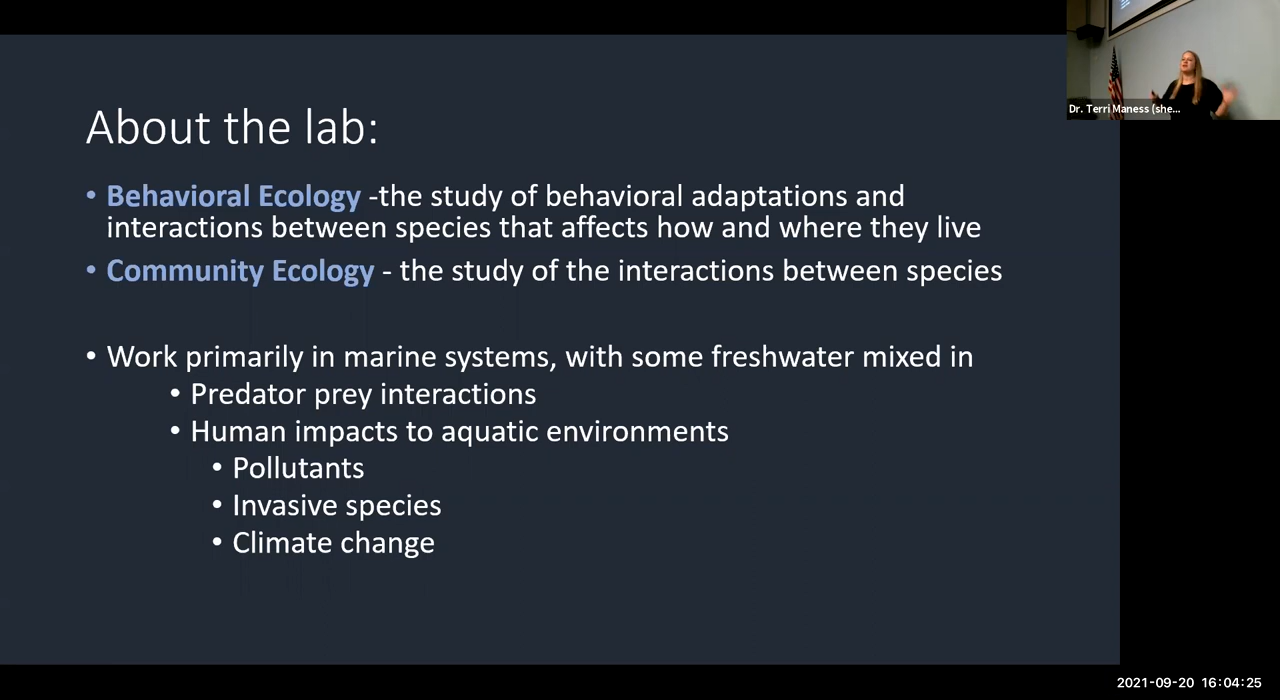 About the lab:
• Behavioral Ecology -the study of behavioral adaptations and
interactions between species that affects how and where they live
• Community Ecology - the study of the interactions between species
• Work primarily in marine systems, with some freshwater mixed in
• Predator prey interactions
• Human impacts to aquatic environments
• Pollutants
• Invasive species
• Climate change
Dr. Terri Maness (she...
2021-09-20 16:04:25